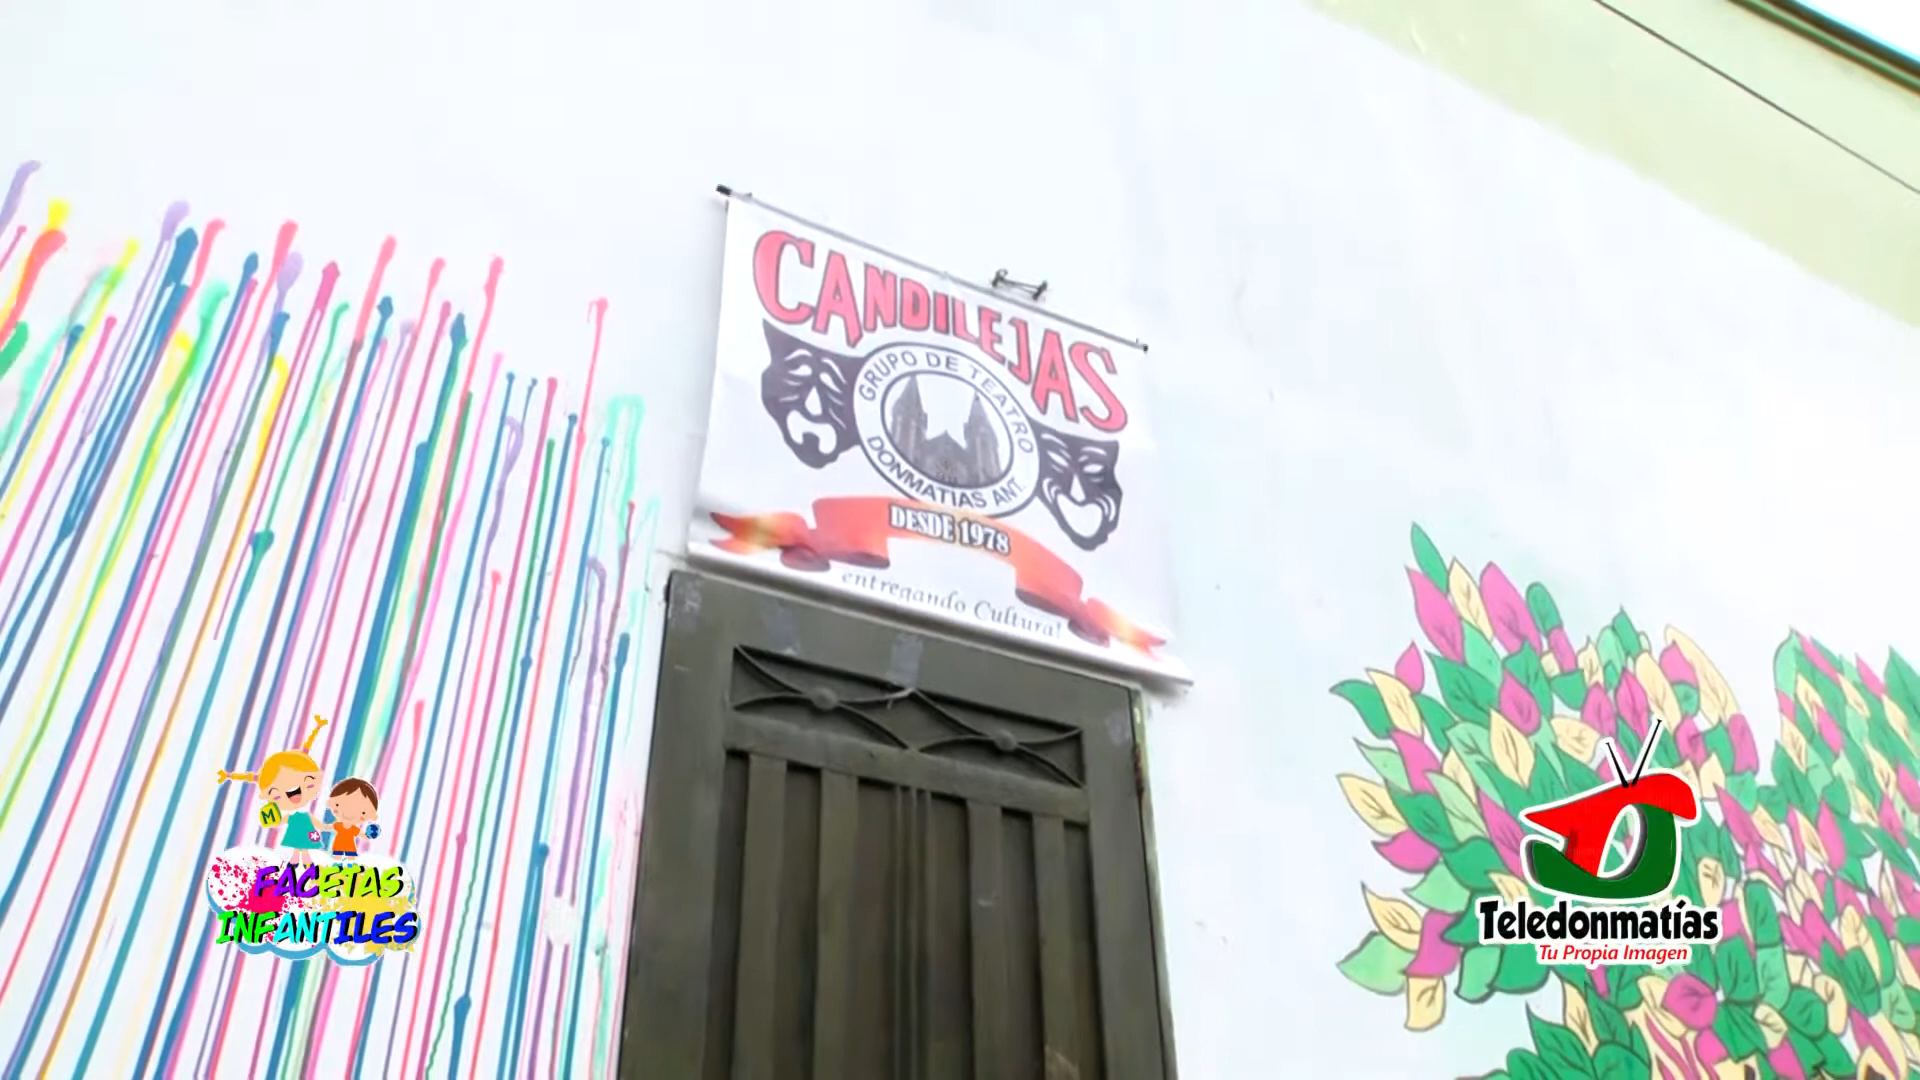 CANDILEJAS
GRUPO DE TEATRO
DONMATIAS ANT.
DESDE 1978
entregando Cultura!
M
FACETAS
INFANTILES
Teledonmatías
Tu Propia Imagen